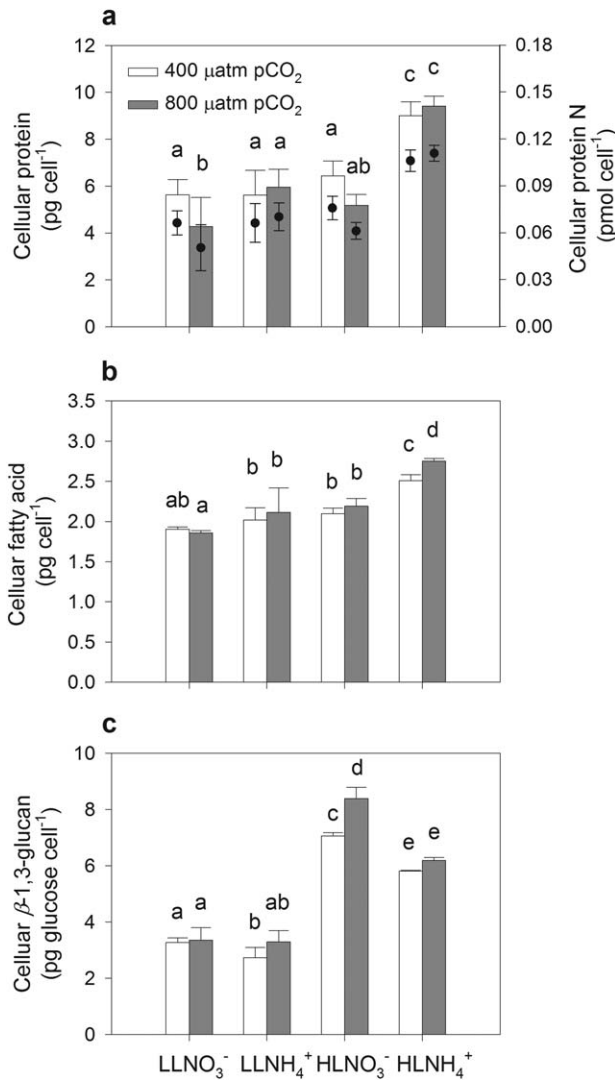 a
Cellular protein
(pg cell⁻¹)
Cellular protein N
(pmol cell⁻¹)
400 µatm pCO₂
800 µatm pCO₂
12
10
8
6
4
2
0
0.18
0.15
0.12
0.09
0.06
0.03
0.00
a b a a a ab c c
b
Celluar fatty acid
(pg cell⁻¹)
3.5
3.0
2.5
2.0
1.5
1.0
0.5
0.0
ab a b b b b c d
c
Celluar β-1,3-glucan
(pg glucose cell⁻¹)
10
8
6
4
2
0
a a b ab c d e e
LLNO₃⁻ LLNH₄⁺ HLNO₃⁻ HLNH₄⁺